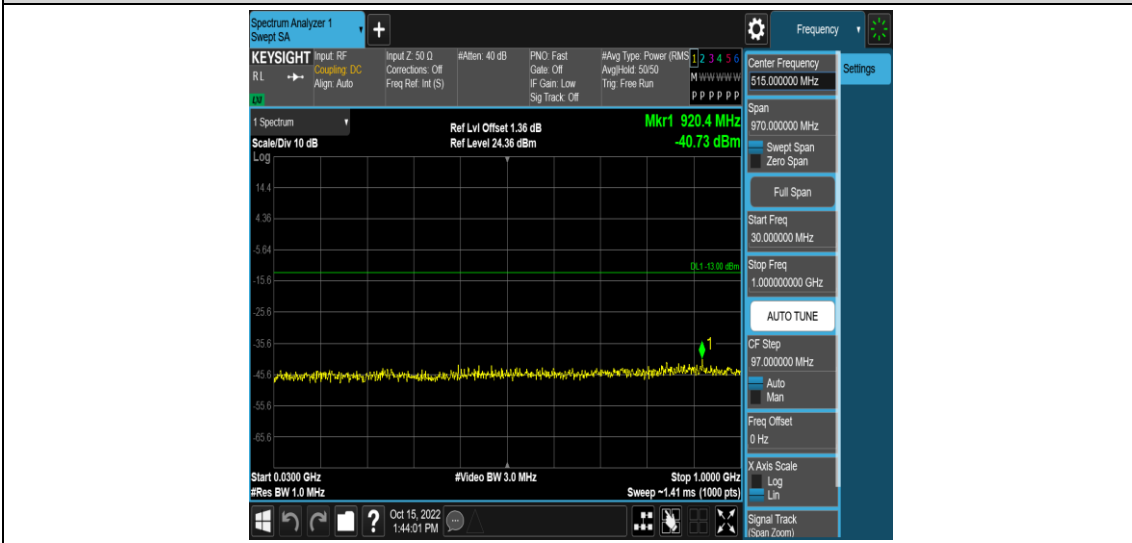 Spectrum Analyzer 1
Swept SA
+
Frequency
KEYSIGHT
RL
LXI
Input: RF
Coupling: DC
Align: Auto
Input Z: 50 Ω
Corrections: Off
Freq Ref: Int (S)
#Atten: 40 dB
PNO: Fast
Gate: Off
IF Gain: Low
Sig Track: Off
#Avg Type: Power (RMS
Avg|Hold: 50/50
Trig: Free Run
1 2 3 4 5 6
M W W W W W
P P P P P P
1 Spectrum
Scale/Div 10 dB
Log
Ref Lvl Offset 1.36 dB
Ref Level 24.36 dBm
Mkr1 920.4 MHz
-40.73 dBm
14.4
4.36
-5.64
DL1 -13.00 dBm
-15.6
-25.6
-35.6
1
-45.6
-55.6
-65.6
Start 0.0300 GHz
#Res BW 1.0 MHz
#Video BW 3.0 MHz
Stop 1.0000 GHz
Sweep ~1.41 ms (1000 pts)
?
Oct 15, 2022
1:44:01 PM
Center Frequency
515.000000 MHz
Settings
Span
970.000000 MHz
Swept Span
Zero Span
Full Span
Start Freq
30.000000 MHz
Stop Freq
1.000000000 GHz
AUTO TUNE
CF Step
97.000000 MHz
Auto
Man
Freq Offset
0 Hz
X Axis Scale
Log
Lin
Signal Track
(Span Zoom)